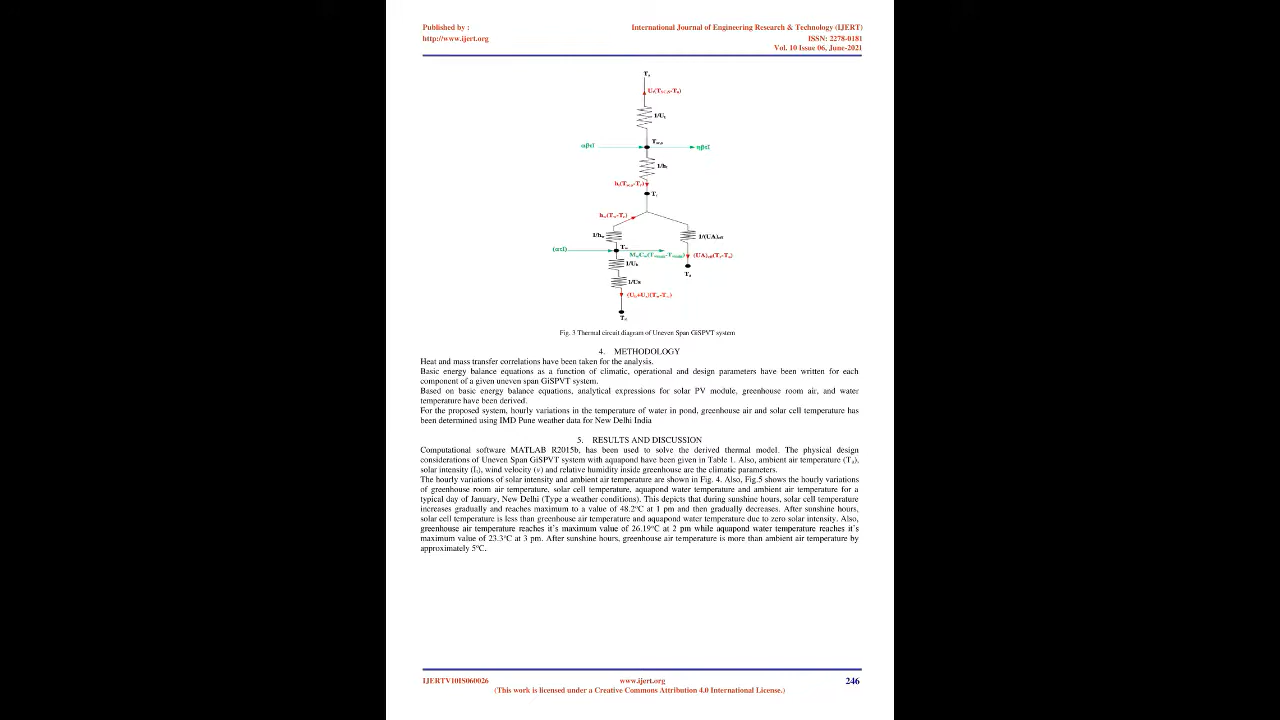 Published by :
International Journal of Engineering Research & Technology (IJERT)
http://www.ijert.org
ISSN: 2278-0181
Vol. 10 Issue 06, June-2021
1/Uₜ
αβτI
ηβτI
1/hᵣ
Tᵣ
hᵥᵥ(Tᵥᵥ-Tᵣ)
(ατI)
1/Uᵦ
1/Us
Fig. 3 Thermal circuit diagram of Uneven Span GiSPVT system
4. METHODOLOGY
Heat and mass transfer correlations have been taken for the analysis.
Basic energy balance equations as a function of climatic, operational and design parameters have been written for each
component of a given uneven span GiSPVT system.
Based on basic energy balance equations, analytical expressions for solar PV module, greenhouse room air, and water
temperature have been derived.
For the proposed system, hourly variations in the temperature of water in pond, greenhouse air and solar cell temperature has
been determined using IMD Pune weather data for New Delhi India
5. RESULTS AND DISCUSSION
Computational software MATLAB R2015b, has been used to solve the derived thermal model. The physical design
considerations of Uneven Span GiSPVT system with aquapond have been given in Table 1. Also, ambient air temperature (Tₐ),
solar intensity (Iₜ), wind velocity (v) and relative humidity inside greenhouse are the climatic parameters.
The hourly variations of solar intensity and ambient air temperature are shown in Fig. 4. Also, Fig.5 shows the hourly variations
of greenhouse room air temperature, solar cell temperature, aquapond water temperature and ambient air temperature for a
typical day of January, New Delhi (Type a weather conditions). This depicts that during sunshine hours, solar cell temperature
increases gradually and reaches maximum to a value of 48.2°C at 1 pm and then gradually decreases. After sunshine hours,
solar cell temperature is less than greenhouse air temperature and aquapond water temperature due to zero solar intensity. Also,
greenhouse air temperature reaches it's maximum value of 26.19°C at 2 pm while aquapond water temperature reaches it's
maximum value of 23.3°C at 3 pm. After sunshine hours, greenhouse air temperature is more than ambient air temperature by
approximately 5°C.
IJERTV10IS060026
www.ijert.org
246
(This work is licensed under a Creative Commons Attribution 4.0 International License.)